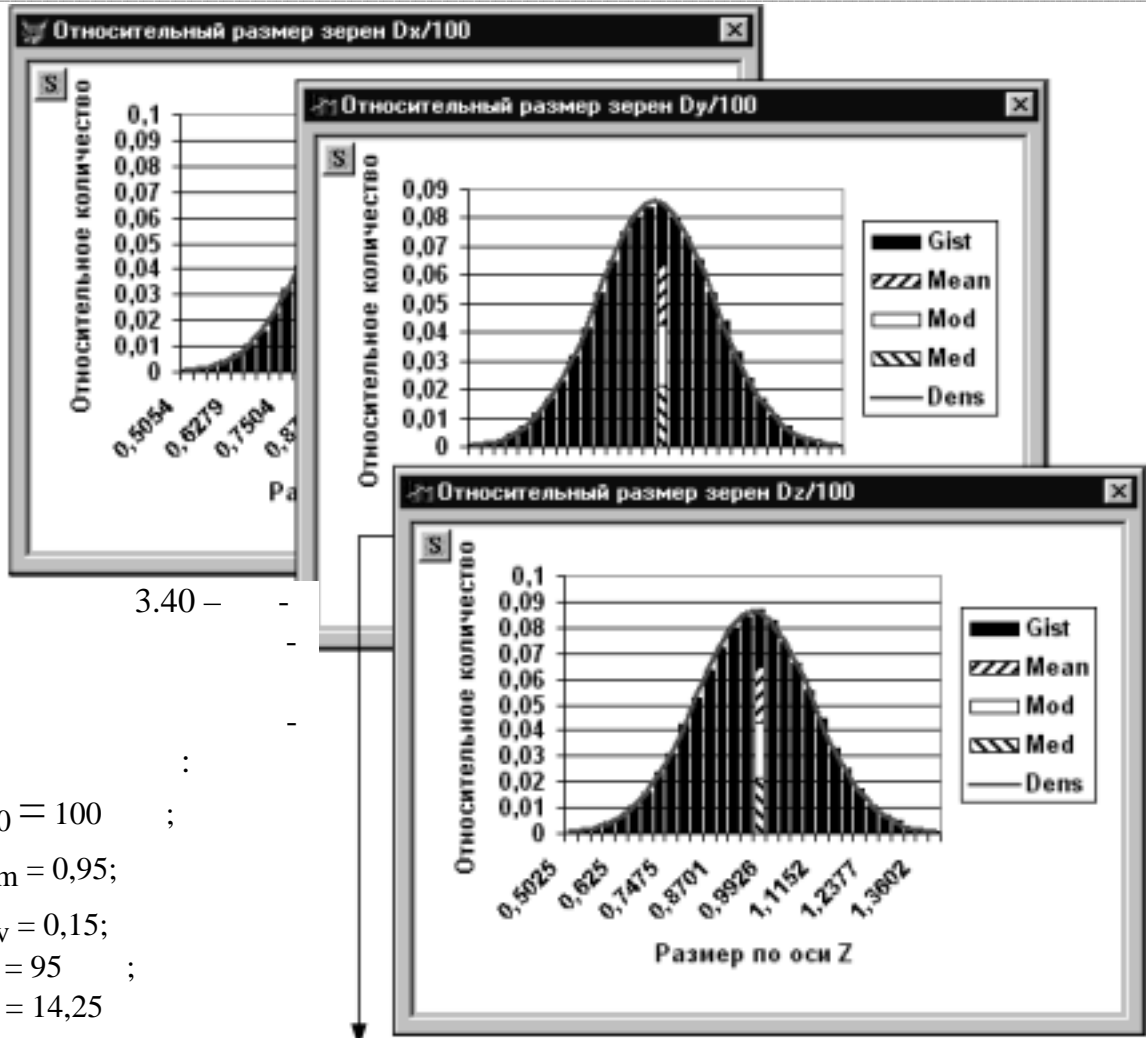 Относительный размер зерен Dx/100
S
Относительное количество
0,1
0,09
0,08
0,07
0,06
0,05
0,04
0,03
0,02
0,01
0
0,5054
0,6279
0,7504
0,87
Ра
Относительный размер зерен Dy/100
S
Относительное количество
0,09
0,08
0,07
0,06
0,05
0,04
0,03
0,02
0,01
0
Gist
Mean
Mod
Med
Dens
Относительный размер зерен Dz/100
S
Относительное количество
0,1
0,09
0,08
0,07
0,06
0,05
0,04
0,03
0,02
0,01
0
0,5025
0,625
0,7475
0,8701
0,9926
1,1152
1,2377
1,3602
Размер по оси Z
Gist
Mean
Mod
Med
Dens
3.40 – -
-
-
:
0 = 100 ;
m = 0,95;
v = 0,15;
= 95 ;
= 14,25